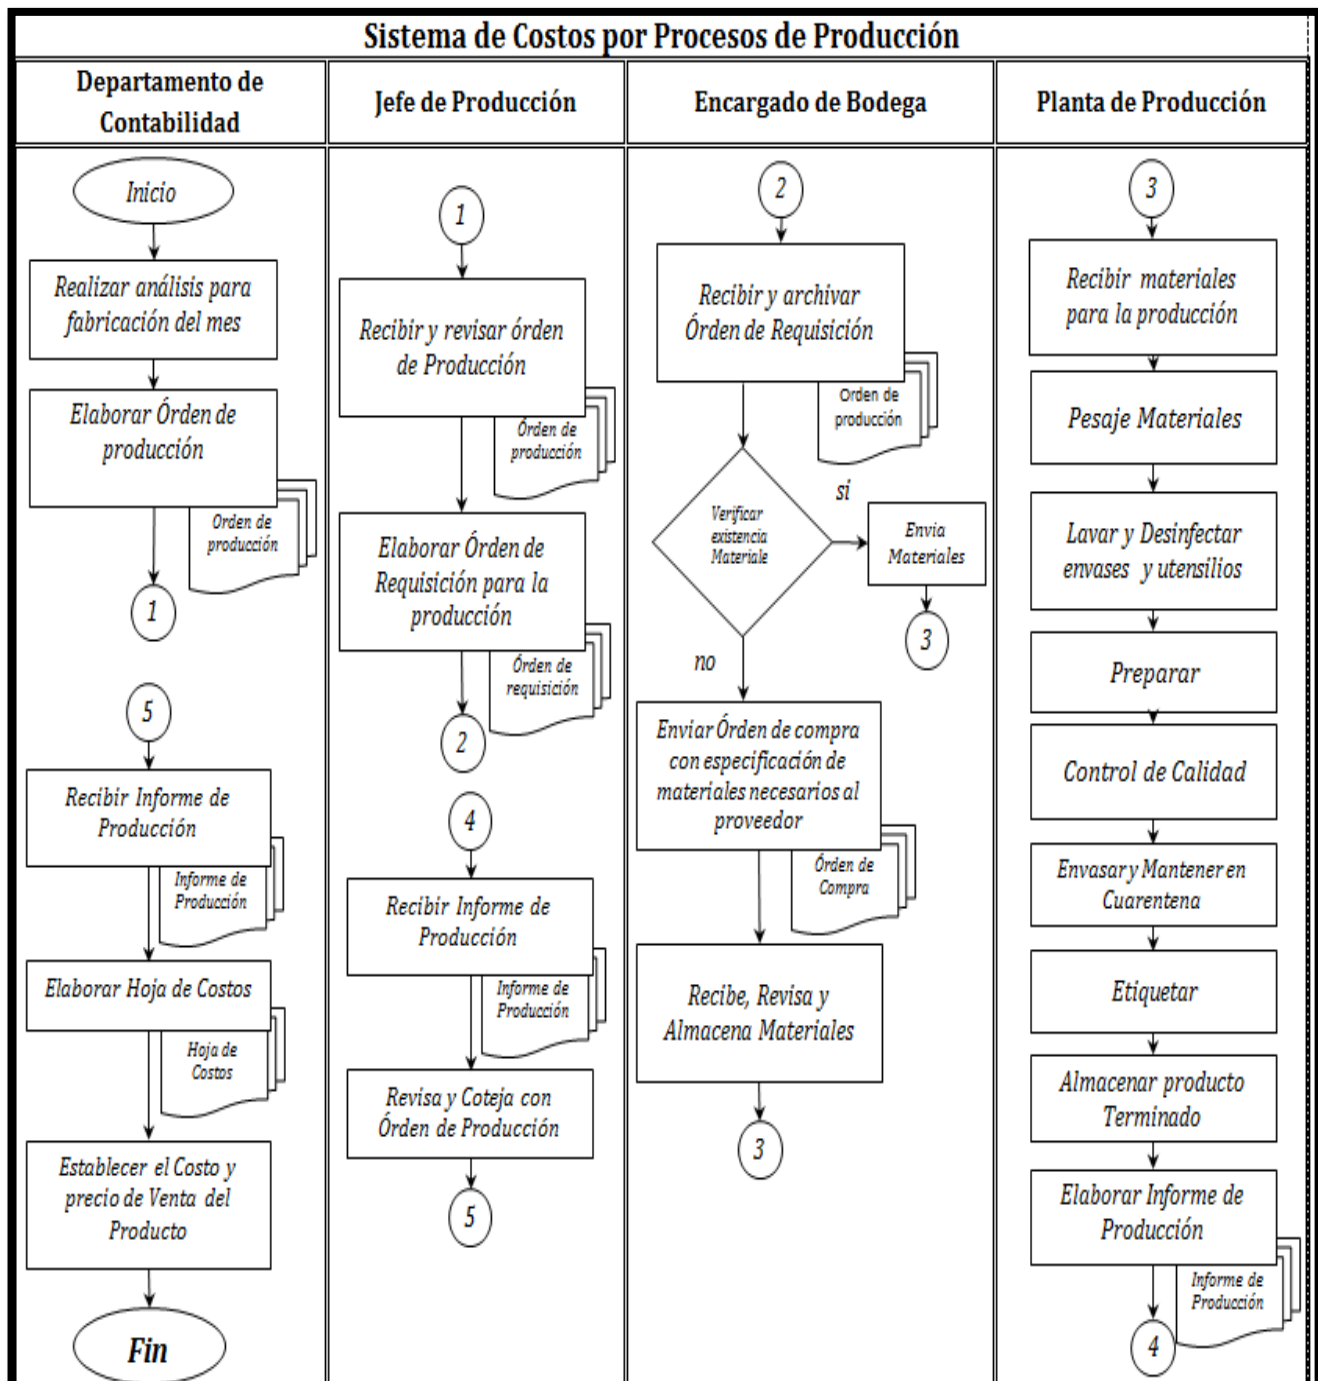 Sistema de Costos por Procesos de Producción
Departamento de
Contabilidad
Jefe de Producción
Encargado de Bodega
Planta de Producción
Inicio
Realizar análisis para
fabricación del mes
Elaborar Órden de
producción
Orden de
producción
1
5
Recibir Informe de
Producción
Informe de
Producción
Elaborar Hoja de Costos
Hoja de
Costos
Establecer el Costo y
precio de Venta del
Producto
Fin
1
Recibir y revisar órden
de Producción
Órden de
producción
Elaborar Órden de
Requisición para la
producción
Órden de
requisición
2
4
Recibir Informe de
Producción
Informe de
Producción
Revisa y Coteja con
Órden de Producción
5
2
Recibir y archivar
Órden de Requisición
Orden de
producción
Verificar
existencia
Materiale
si
Envia
Materiales
3
no
Enviar Órden de compra
con especificación de
materiales necesarios al
proveedor
Órden de
Compra
Recibe, Revisa y
Almacena Materiales
3
3
Recibir materiales
para la producción
Pesaje Materiales
Lavar y Desinfectar
envases y utensilios
Preparar
Control de Calidad
Envasar y Mantener en
Cuarentena
Etiquetar
Almacenar producto
Terminado
Elaborar Informe de
Producción
Informe de
Producción
4